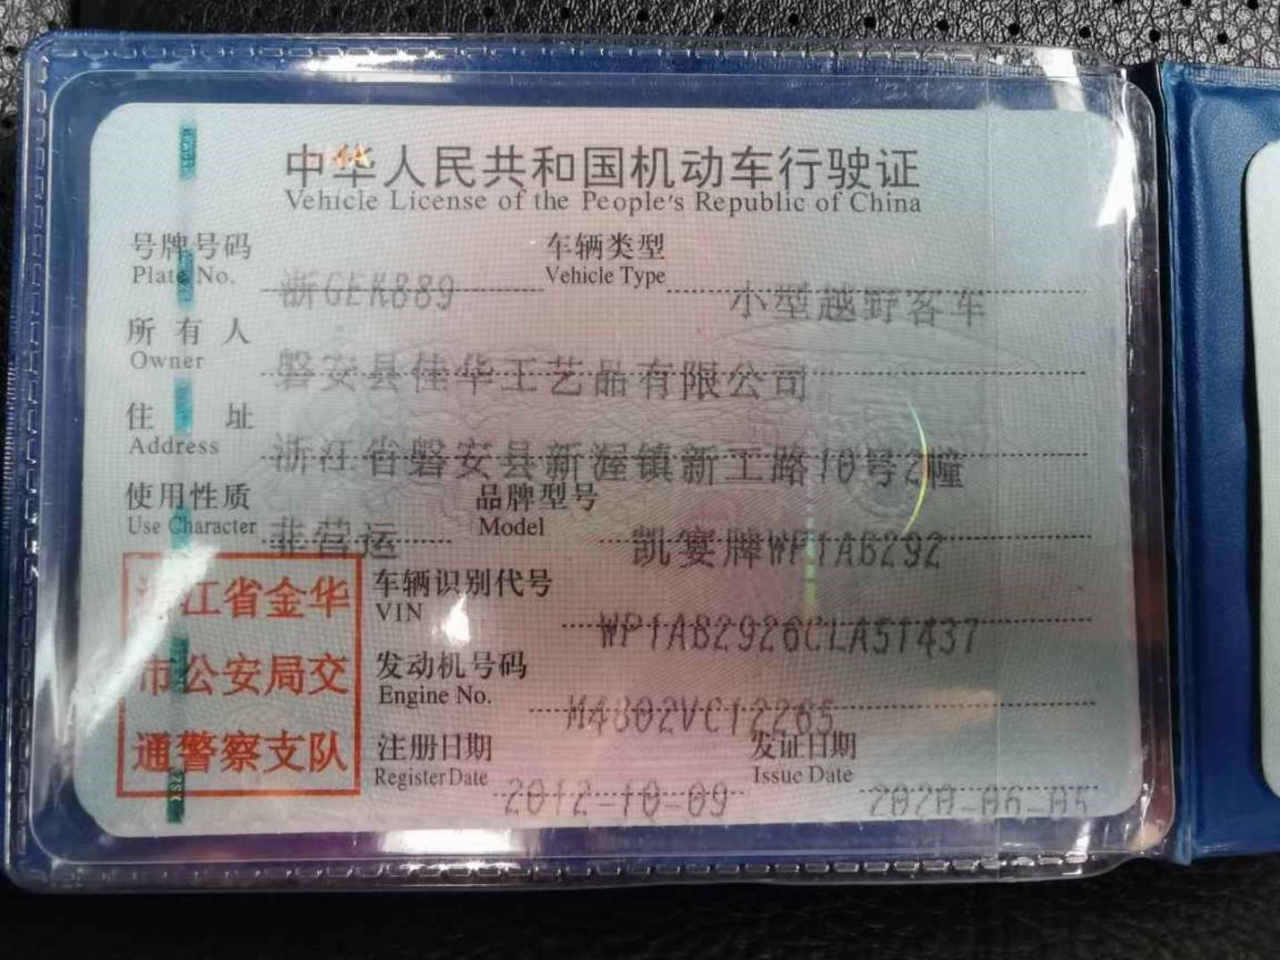 中华人民共和国机动车行驶证
Vehicle License of the People's Republic of China
号牌号码 浙GEK889 车辆类型 小型越野客车
Plate No. Vehicle Type
所有人 磐安县佳华工艺品有限公司
Owner
住址 浙江省磐安县新渥镇新工路10号2幢
Address
使用性质 非营运 品牌型号 凯宴牌WP1AB292
Use Character Model
浙江省金华
市公安局交
通警察支队
车辆识别代号 WP1AB2926CLA51437
VIN
发动机号码 M4802VC12265
Engine No.
注册日期 2012-10-09 发证日期 2020-06-05
Register Date Issue Date